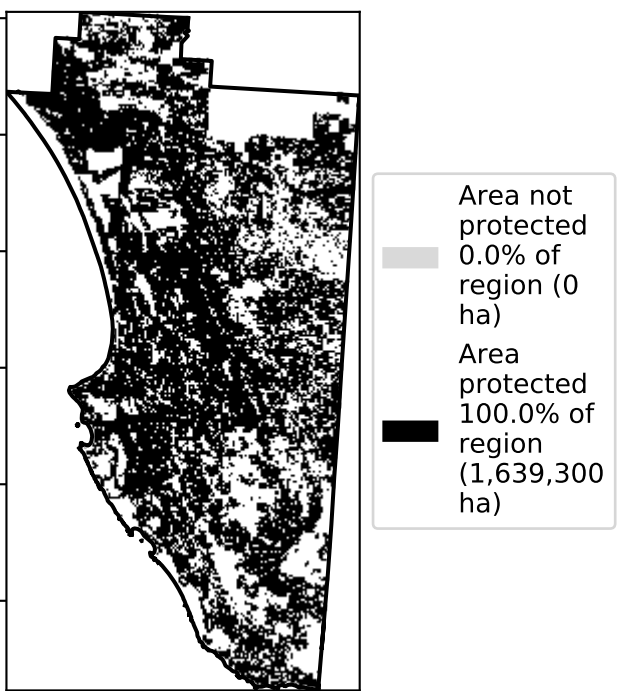 Area not
protected
0.0% of
region (0
ha)
Area
protected
100.0% of
region
(1,639,300
ha)